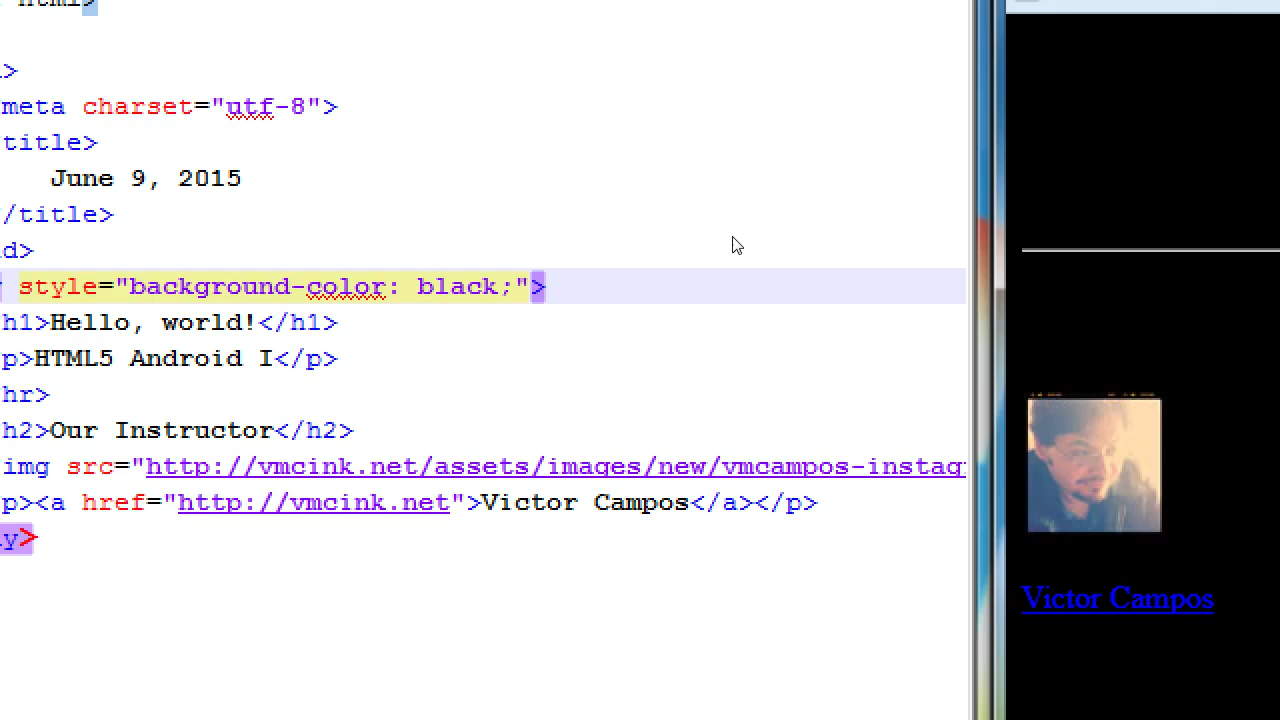 html>
>
meta charset="utf-8">
title>
June 9, 2015
/title>
d>
style="background-color: black;">
h1>Hello, world!</h1>
p>HTML5 Android I</p>
hr>
h2>Our Instructor</h2>
img src="http://vmcink.net/assets/images/new/vmcampos-instag
p><a href="http://vmcink.net">Victor Campos</a></p>
y>
Victor Campos